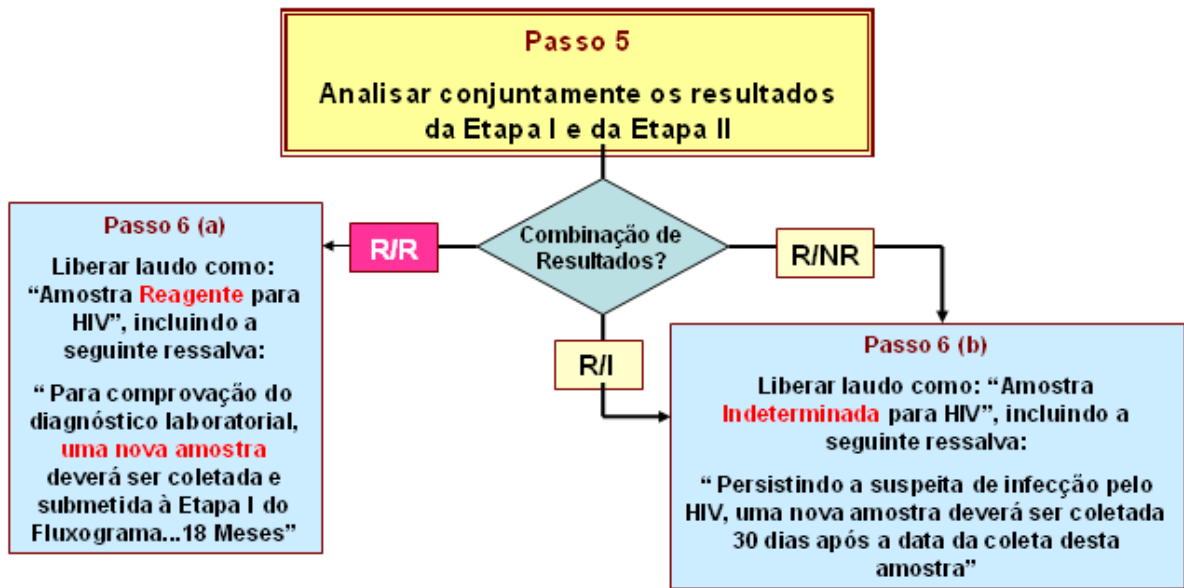 Passo 5
Analisar conjuntamente os resultados
da Etapa I e da Etapa II
Combinação de
Resultados?
R/R
R/NR
R/I
Passo 6 (a)
Liberar laudo como:
“Amostra Reagente para
HIV”, incluindo a
seguinte ressalva:
“ Para comprovação do
diagnóstico laboratorial,
uma nova amostra
deverá ser coletada e
submetida à Etapa I do
Fluxograma...18 Meses”
Passo 6 (b)
Liberar laudo como: “Amostra
Indeterminada para HIV”, incluindo a
seguinte ressalva:
“ Persistindo a suspeita de infecção pelo
HIV, uma nova amostra deverá ser coletada
30 dias após a data da coleta desta
amostra”